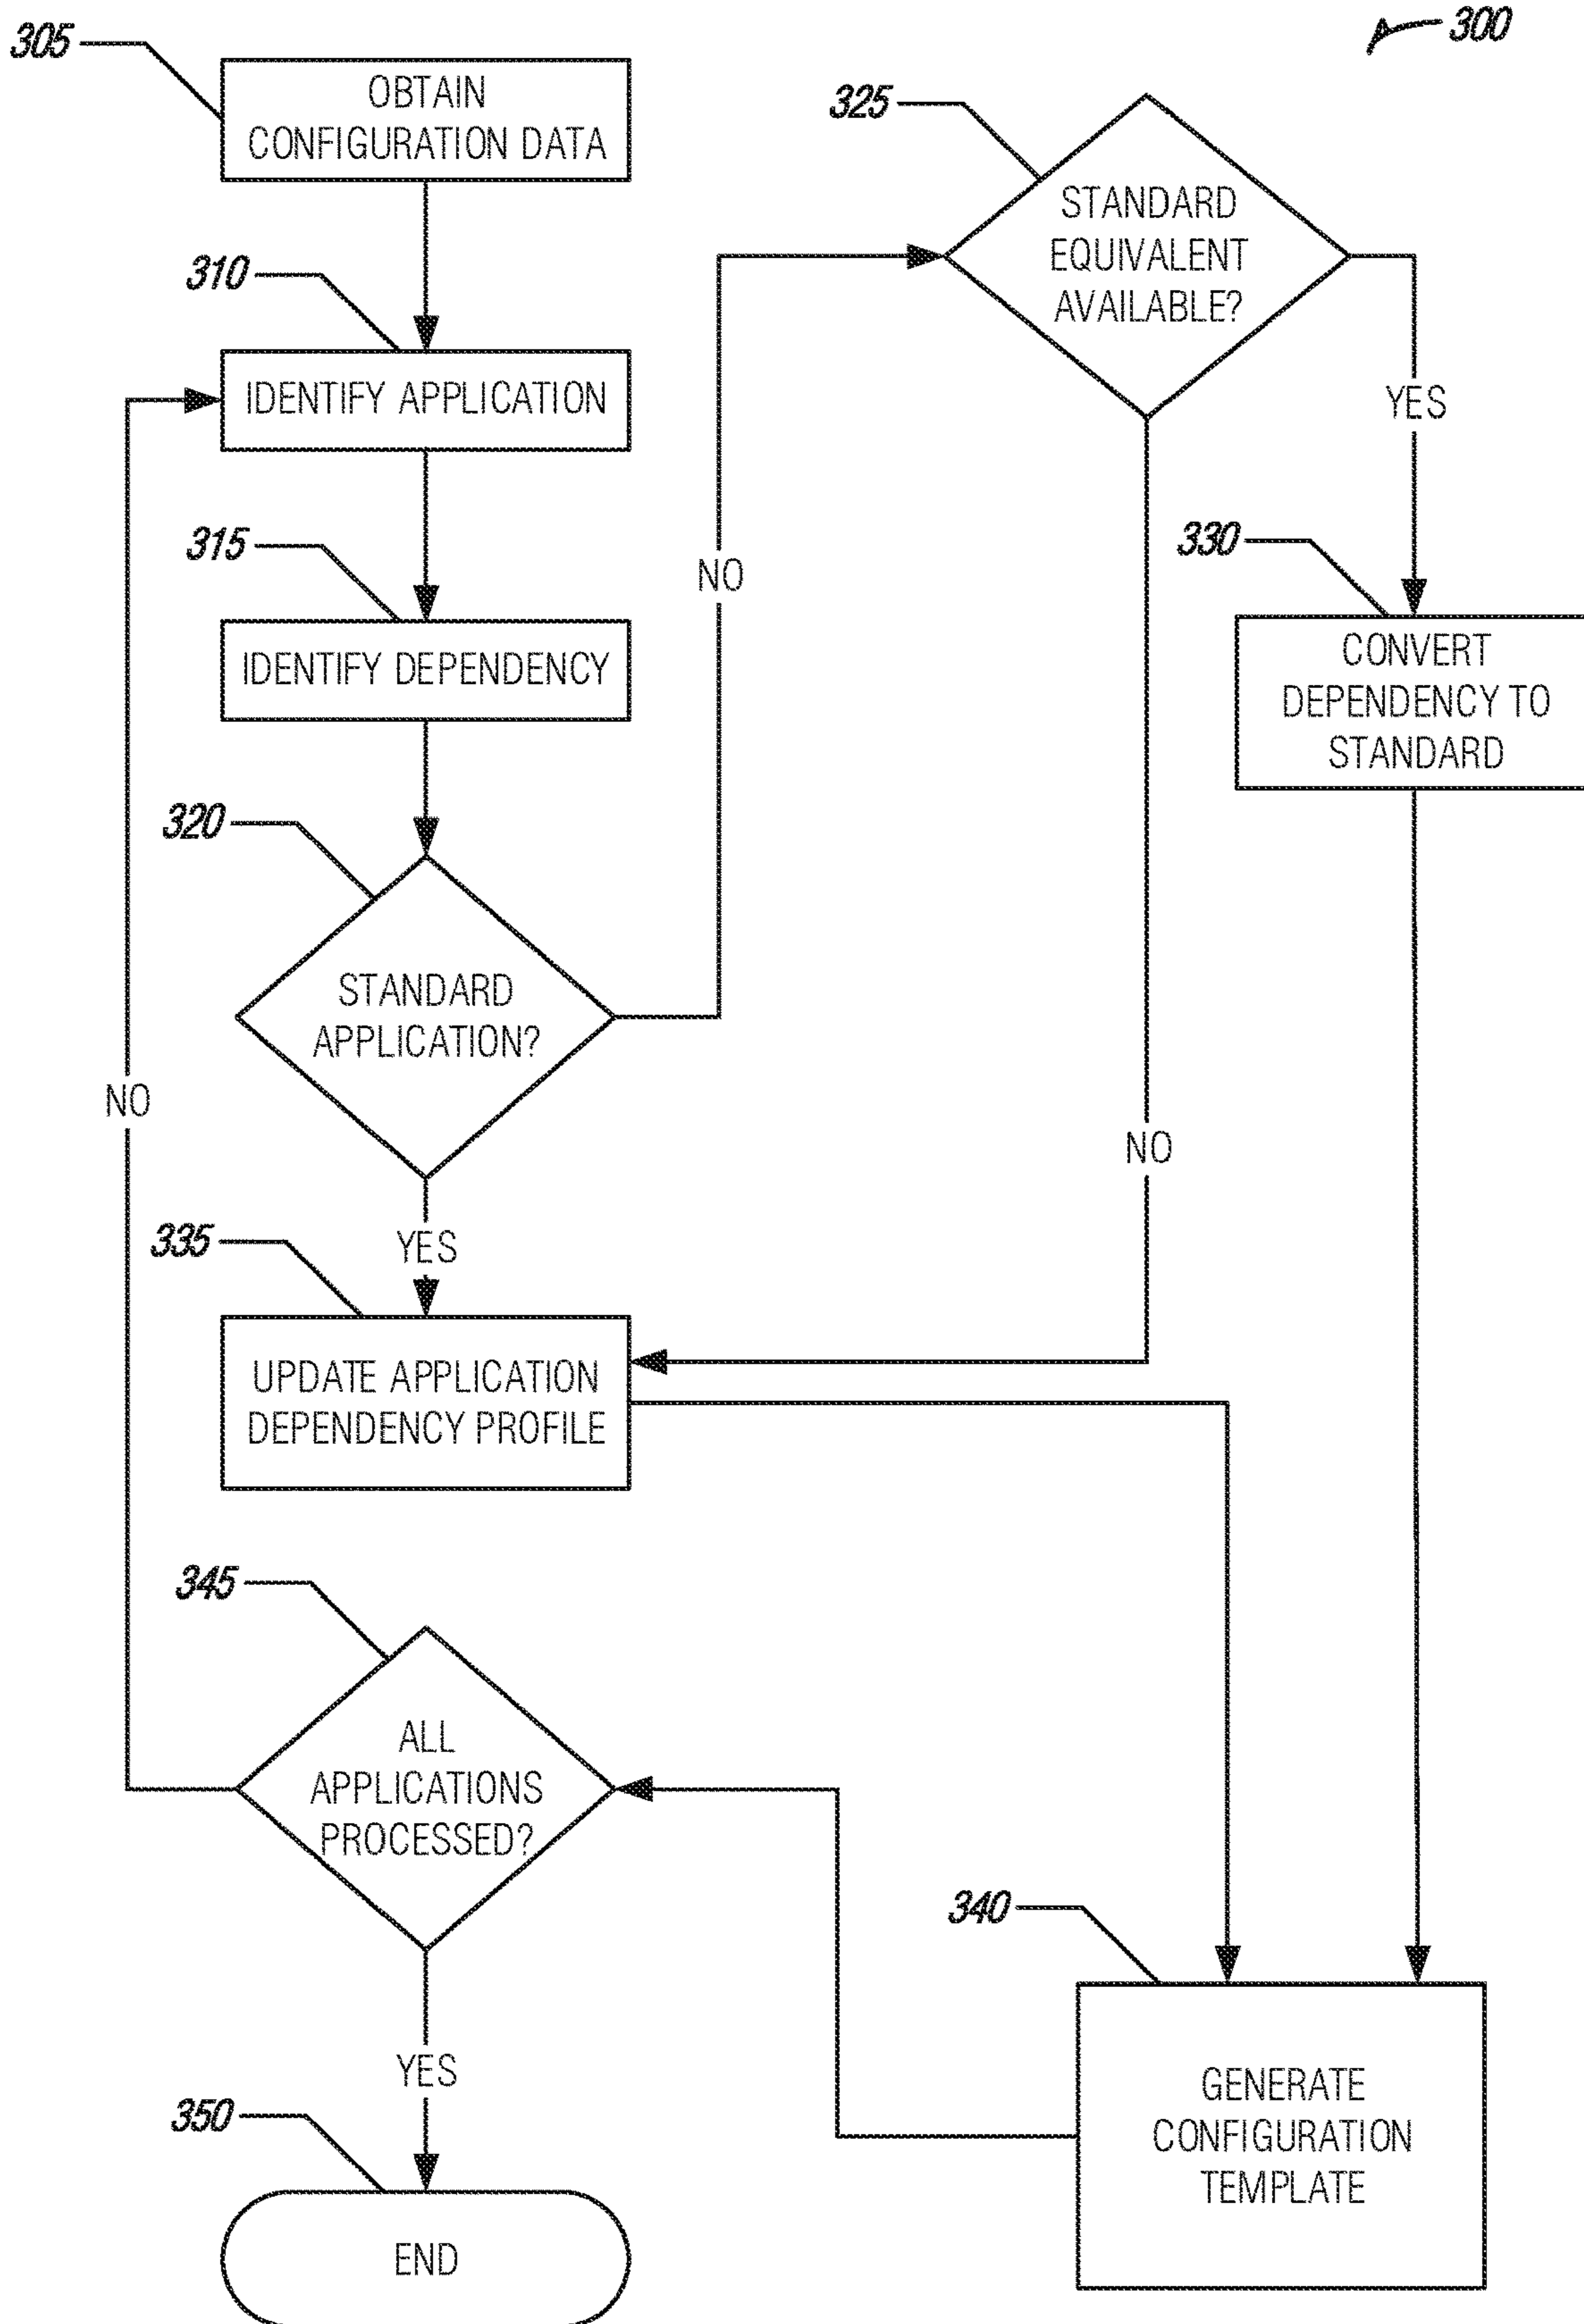 300
305
OBTAIN
CONFIGURATION DATA
310
IDENTIFY APPLICATION
315
IDENTIFY DEPENDENCY
320
STANDARD
APPLICATION?
NO
325
STANDARD
EQUIVALENT
AVAILABLE?
YES
330
CONVERT
DEPENDENCY TO
STANDARD
NO
YES
335
UPDATE APPLICATION
DEPENDENCY PROFILE
340
GENERATE
CONFIGURATION
TEMPLATE
345
ALL
APPLICATIONS
PROCESSED?
NO
YES
350
END